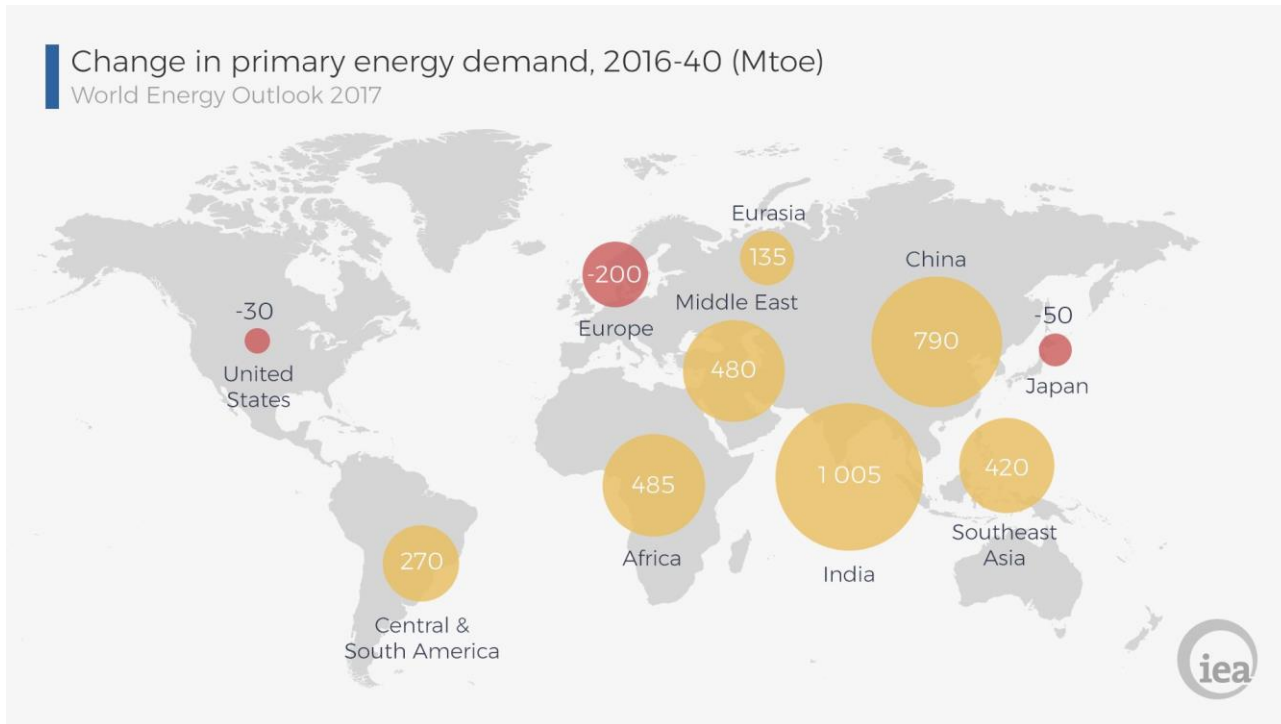 Change in primary energy demand, 2016-40 (Mtoe)
World Energy Outlook 2017
Eurasia
135
-200
Europe
China
790
Middle East
480
-30
United
States
-50
Japan
485
Africa
1 005
India
420
Southeast
Asia
270
Central &
South America
iea